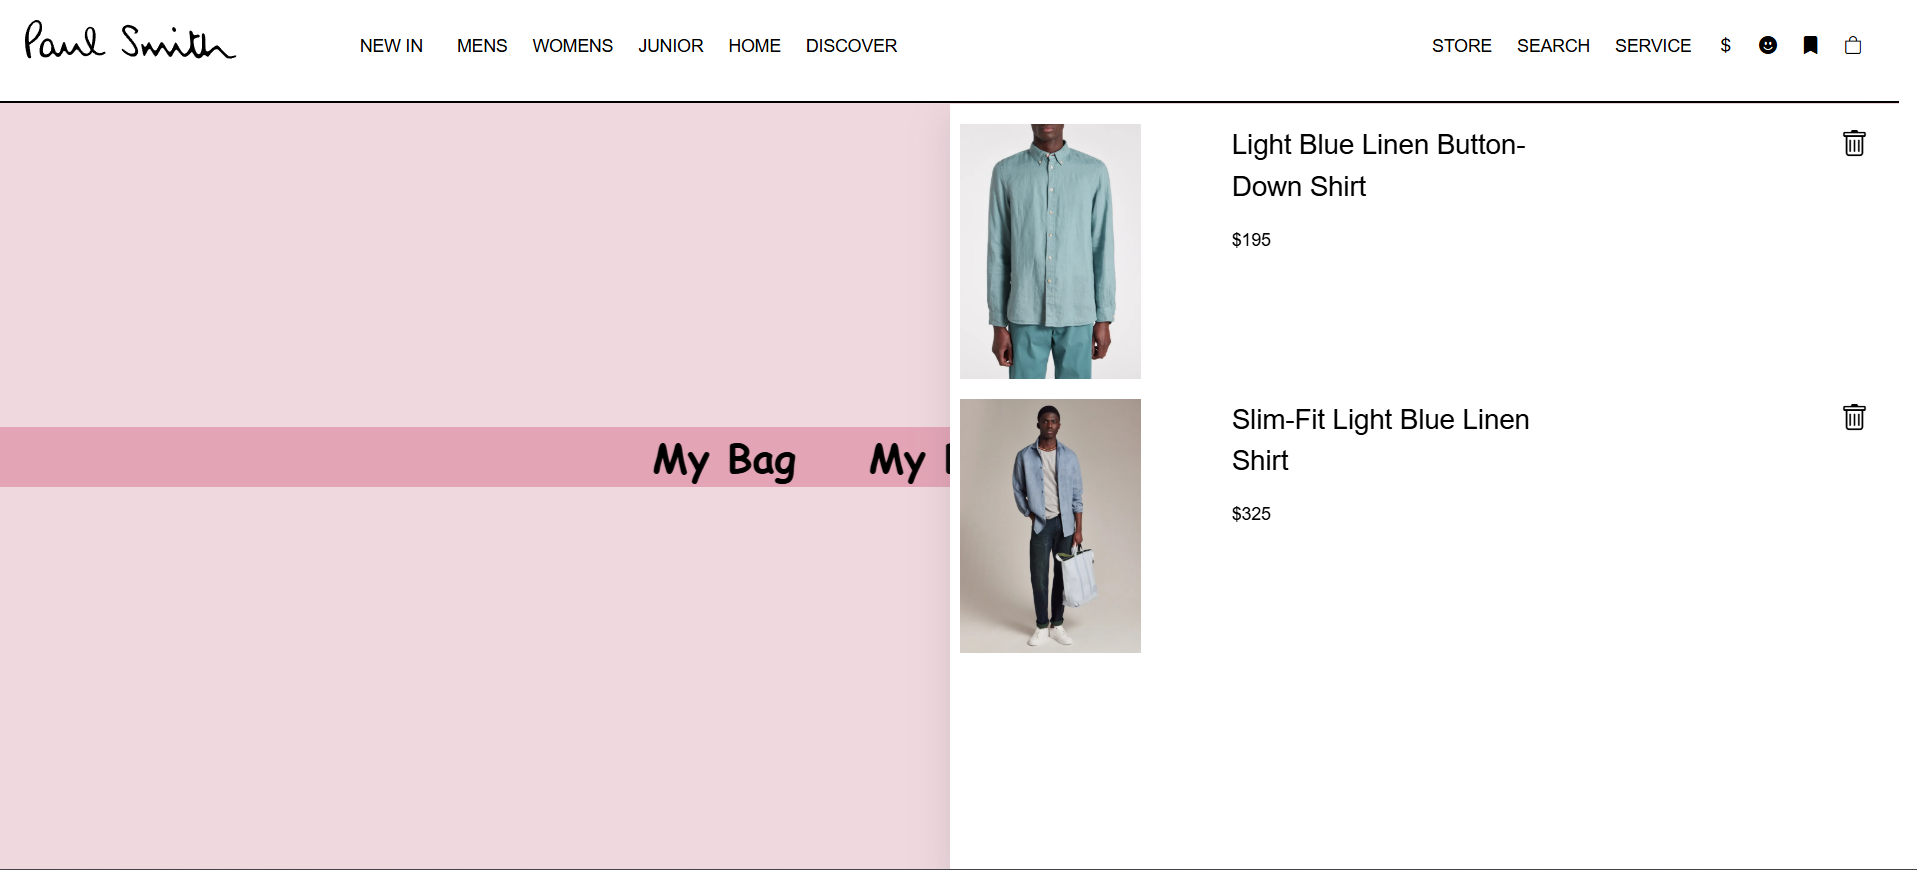 Paul Smith
NEW IN MENS WOMENS JUNIOR HOME DISCOVER
STORE SEARCH SERVICE $
My Bag My
Light Blue Linen Button-
Down Shirt
$195
Slim-Fit Light Blue Linen
Shirt
$325